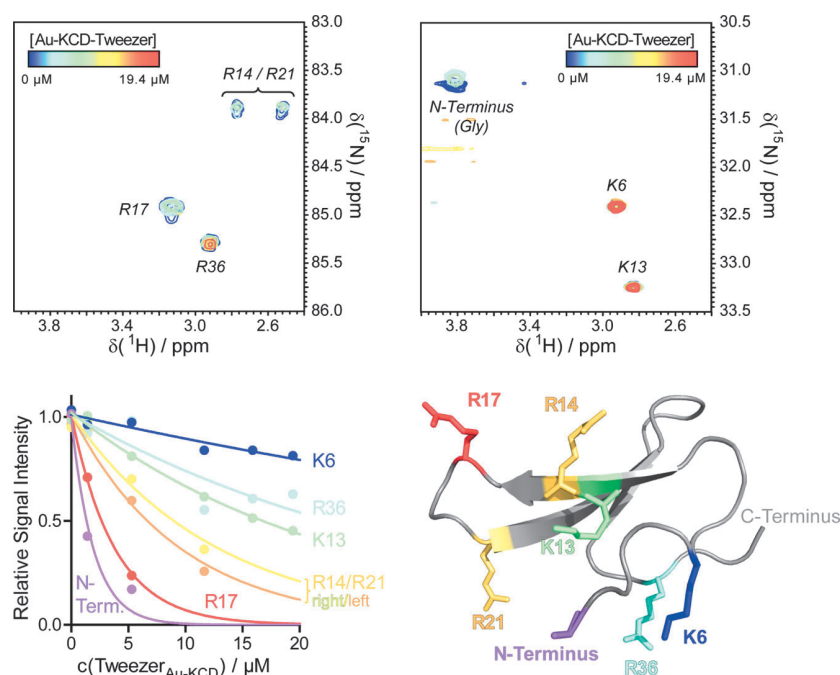 [Au-KCD-Tweezer]
0 µM 19.4 µM
R14 / R21
R17
R36
83.0
83.5
84.0
84.5
85.0
85.5
86.0
δ(¹⁵N) / ppm
3.8 3.4 3.0 2.6
δ(¹H) / ppm
[Au-KCD-Tweezer]
0 µM 19.4 µM
N-Terminus
(Gly)
K6
K13
30.5
31.0
31.5
32.0
32.5
33.0
33.5
δ(¹⁵N) / ppm
3.8 3.4 3.0 2.6
δ(¹H) / ppm
Relative Signal Intensity
1.0
0.5
0.0
K6
R36
K13
R14/R21
right/left
N-
Term.
R17
0 5 10 15 20
c(Tweezer_Au-KCD) / µM
R17
R14
K13
C-Terminus
R21
N-Terminus
R36
K6